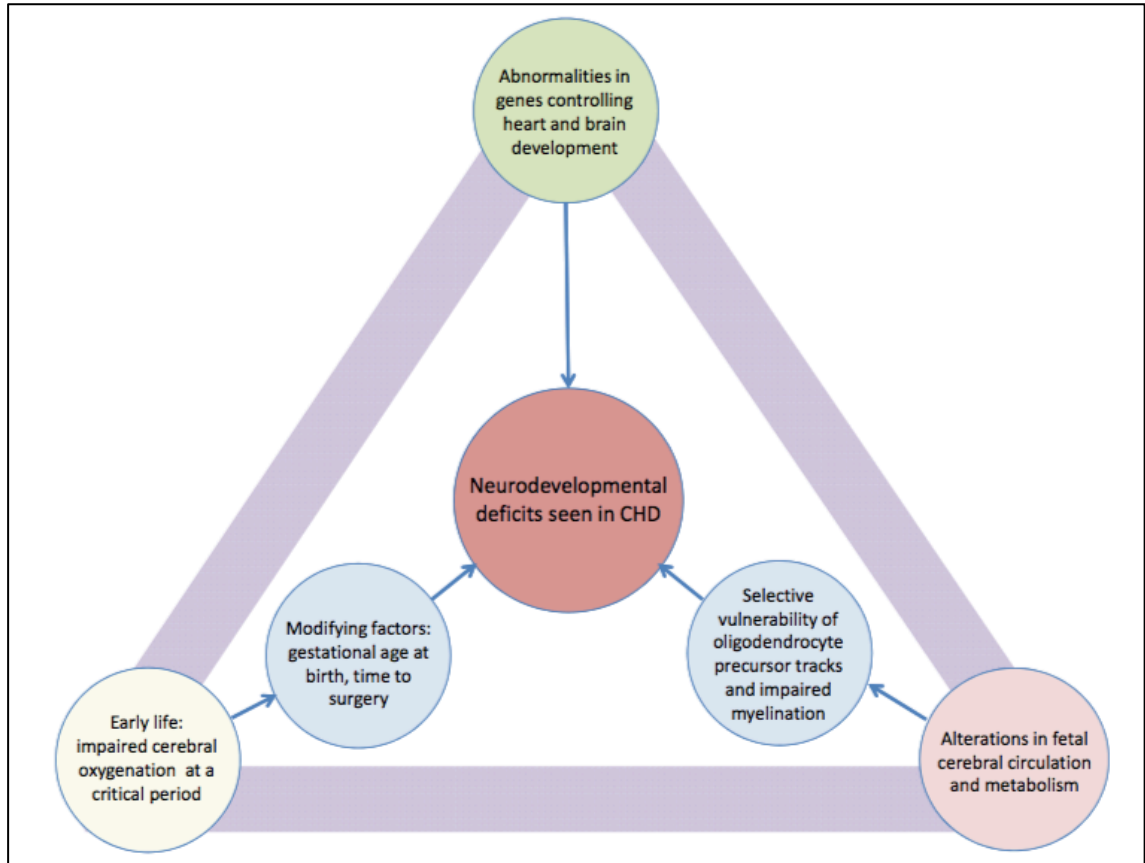 Abnormalities in
genes controlling
heart and brain
development
Neurodevelopmental
deficits seen in CHD
Modifying factors:
gestational age at
birth, time to
surgery
Selective
vulnerability of
oligodendrocyte
precursor tracks
and impaired
myelination
Early life:
impaired cerebral
oxygenation at a
critical period
Alterations in fetal
cerebral circulation
and metabolism